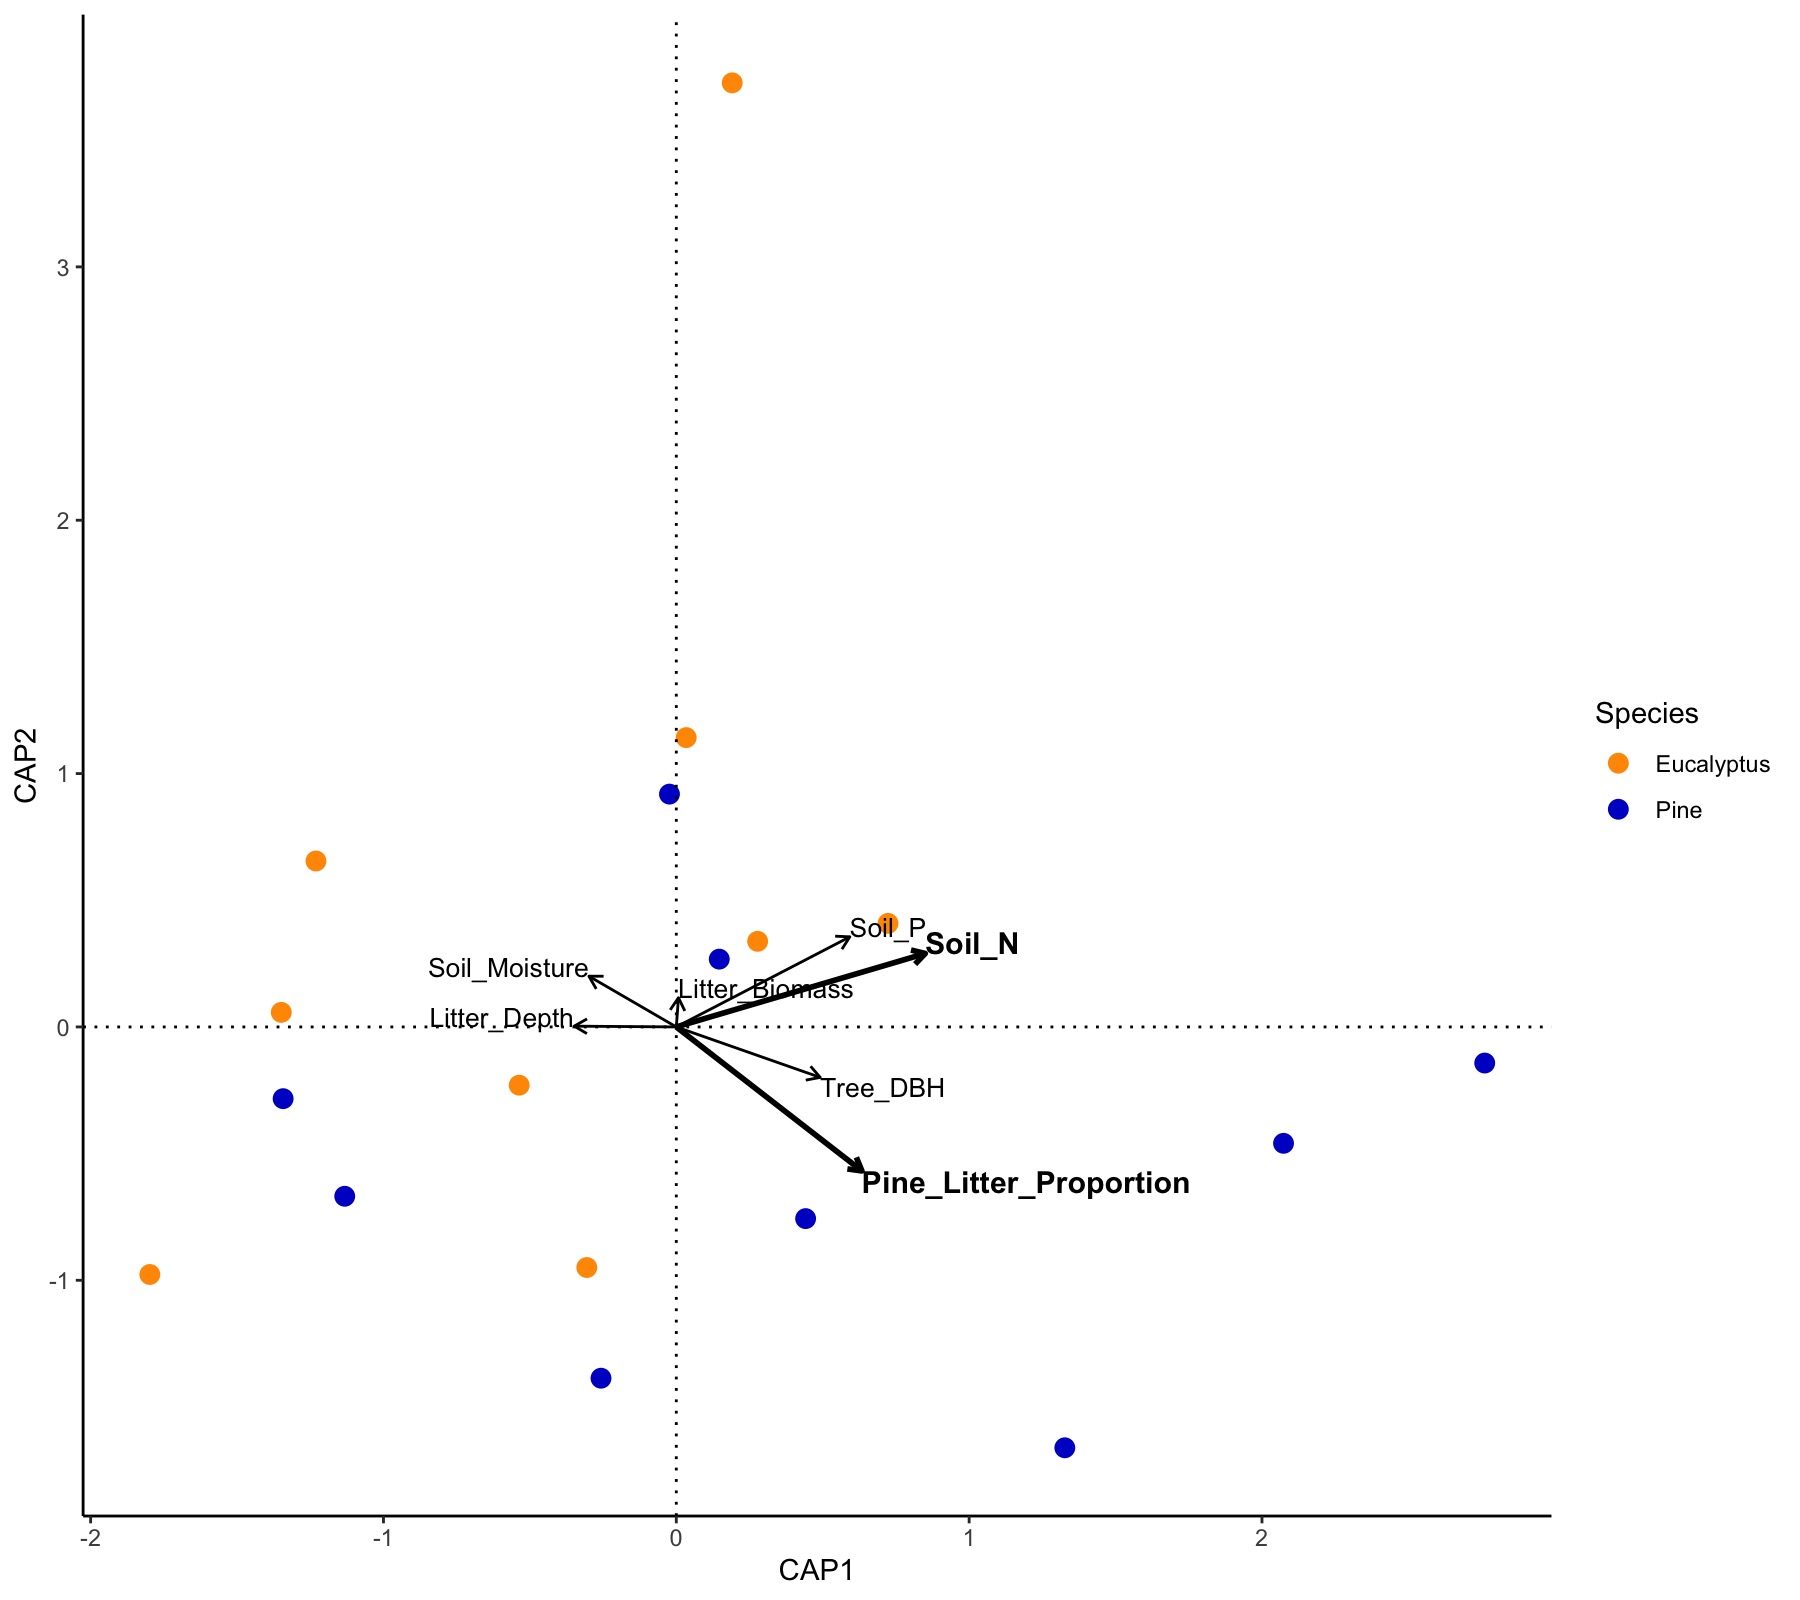 3
2
1
0
-1
CAP2
Soil_P
Soil_N
Soil_Moisture
Litter_Biomass
Litter_Depth
Tree_DBH
Pine_Litter_Proportion
-2
-1
0
1
2
CAP1
Species
Eucalyptus
Pine